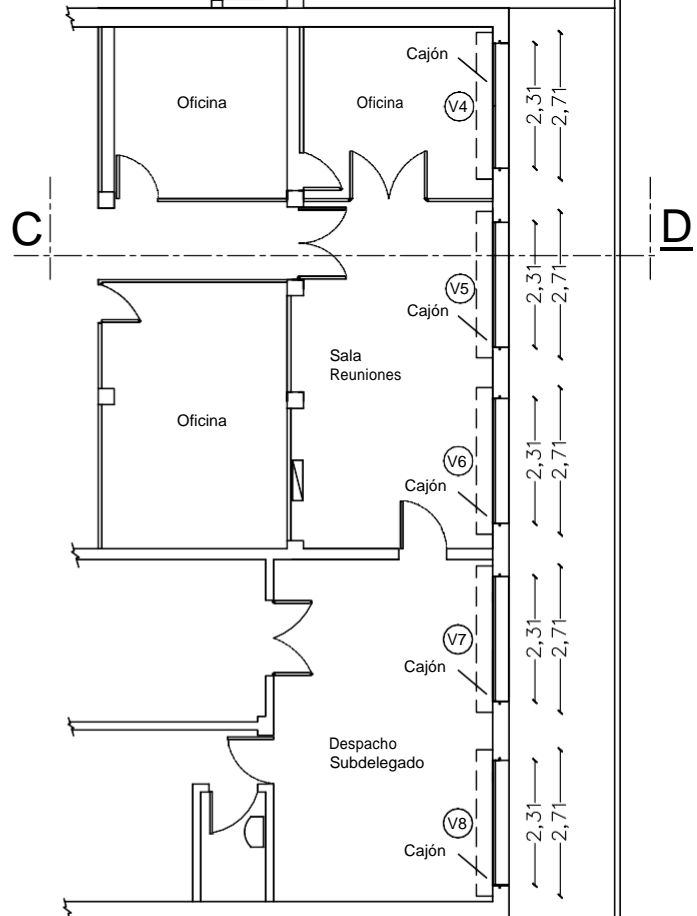 Cajón
Oficina
Oficina
V4
2,31
2,71
C
D
V5
2,31
2,71
Cajón
Sala
Reuniones
Oficina
V6
2,31
2,71
Cajón
V7
2,31
2,71
Cajón
Despacho
Subdelegado
V8
2,31
2,71
Cajón